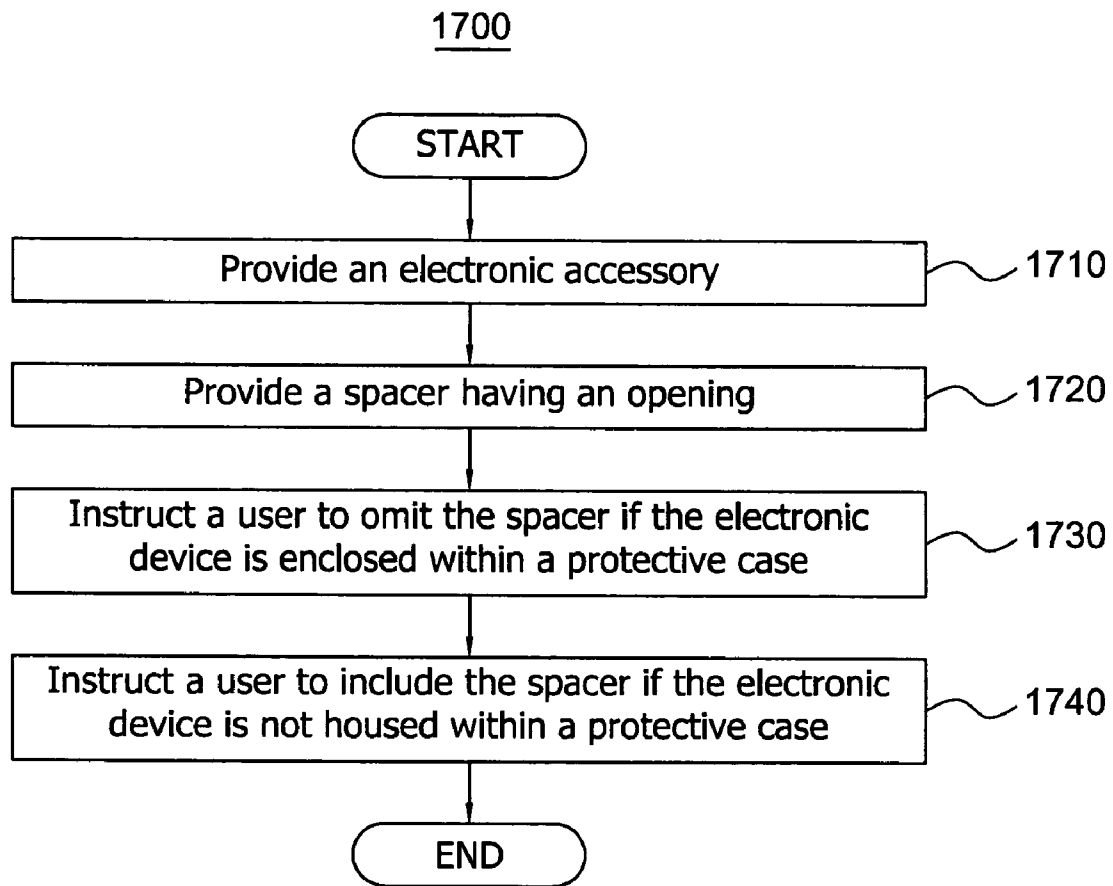 1700
START
Provide an electronic accessory
1710
Provide a spacer having an opening
1720
Instruct a user to omit the spacer if the electronic
device is enclosed within a protective case
1730
Instruct a user to include the spacer if the electronic
device is not housed within a protective case
1740
END